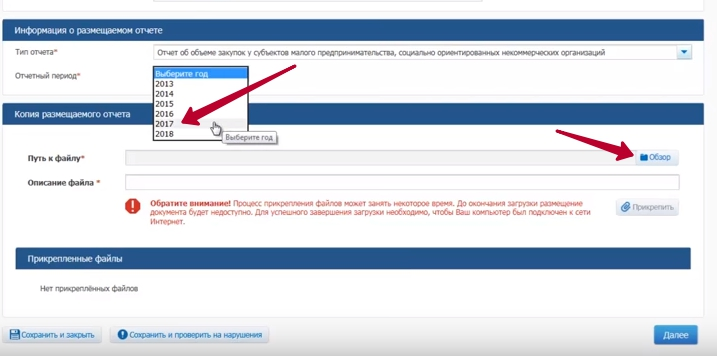 Информация о размещаемом отчете
Тип отчета*
Отчет об объеме закупок у субъектов малого предпринимательства, социально ориентированных некоммерческих организаций
Отчетный период*
Выберите год
2013
2014
2015
2016
2017
2018
Выберите год
Копия размещаемого отчета
Путь к файлу*
Обзор
Описание файла *
Обратите внимание! Процесс прикрепления файлов может занять некоторое время. До окончания загрузки размещение
документа будет недоступно. Для успешного завершения загрузки необходимо, чтобы Ваш компьютер был подключен к сети
Интернет.
Прикрепить
Прикрепленные файлы
Нет прикреплённых файлов
Сохранить и закрыть
Сохранить и проверить на нарушения
Далее